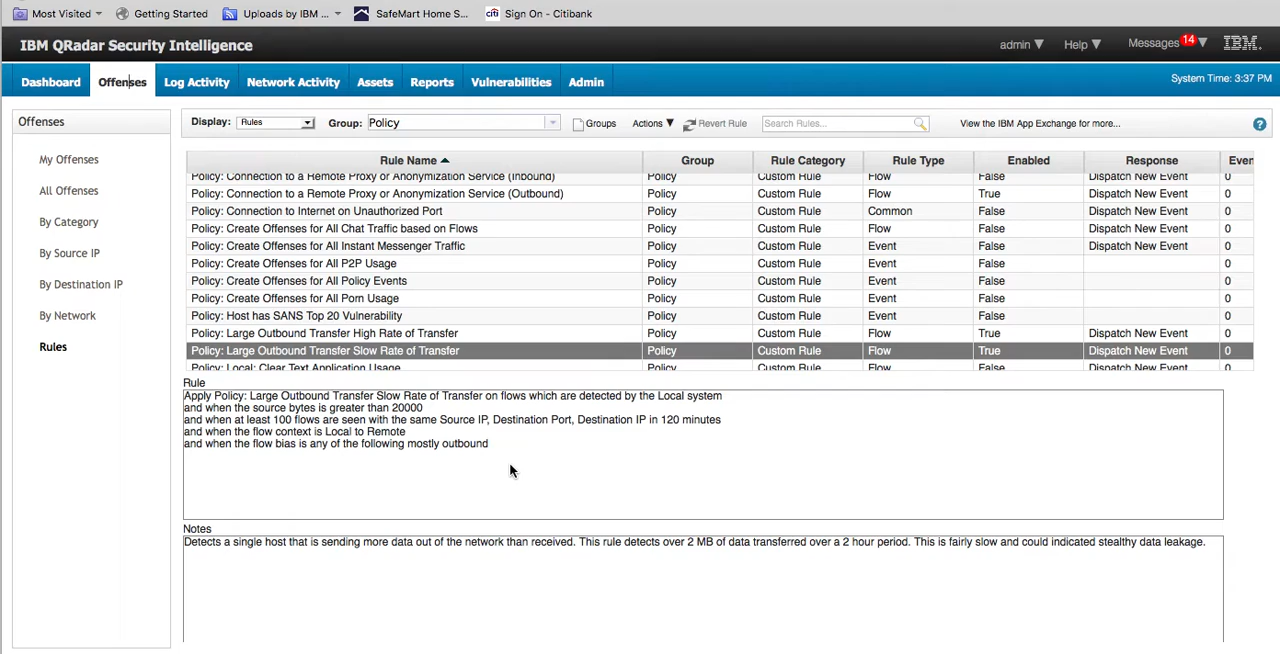 Most Visited Getting Started Uploads by IBM ... SafeMart Home S... citi Sign On - Citibank
IBM QRadar Security Intelligence admin Help Messages 14 IBM.
Dashboard Offenses Log Activity Network Activity Assets Reports Vulnerabilities Admin System Time: 3:37 PM
Offenses
My Offenses
All Offenses
By Category
By Source IP
By Destination IP
By Network
Rules
Display: Rules Group: Policy Groups Actions Revert Rule Search Rules... View the IBM App Exchange for more... ?
Rule Name Group Rule Category Rule Type Enabled Response Even
Policy: Connection to a Remote Proxy or Anonymization Service (Inbound) Policy Custom Rule Flow False Dispatch New Event 0
Policy: Connection to a Remote Proxy or Anonymization Service (Outbound) Policy Custom Rule Flow True Dispatch New Event 0
Policy: Connection to Internet on Unauthorized Port Policy Custom Rule Common False Dispatch New Event 0
Policy: Create Offenses for All Chat Traffic based on Flows Policy Custom Rule Flow False Dispatch New Event 0
Policy: Create Offenses for All Instant Messenger Traffic Policy Custom Rule Event False Dispatch New Event 0
Policy: Create Offenses for All P2P Usage Policy Custom Rule Event False 0
Policy: Create Offenses for All Policy Events Policy Custom Rule Event False 0
Policy: Create Offenses for All Porn Usage Policy Custom Rule Event False 0
Policy: Host has SANS Top 20 Vulnerability Policy Custom Rule Event False 0
Policy: Large Outbound Transfer High Rate of Transfer Policy Custom Rule Flow True Dispatch New Event 0
Policy: Large Outbound Transfer Slow Rate of Transfer Policy Custom Rule Flow True Dispatch New Event 0
Policy: Local: Clear Text Application Usage Policy Custom Rule Flow False Dispatch New Event 0
Rule
Apply Policy: Large Outbound Transfer Slow Rate of Transfer on flows which are detected by the Local system
and when the source bytes is greater than 20000
and when at least 100 flows are seen with the same Source IP, Destination Port, Destination IP in 120 minutes
and when the flow context is Local to Remote
and when the flow bias is any of the following mostly outbound
Notes
Detects a single host that is sending more data out of the network than received. This rule detects over 2 MB of data transferred over a 2 hour period. This is fairly slow and could indicated stealthy data leakage.